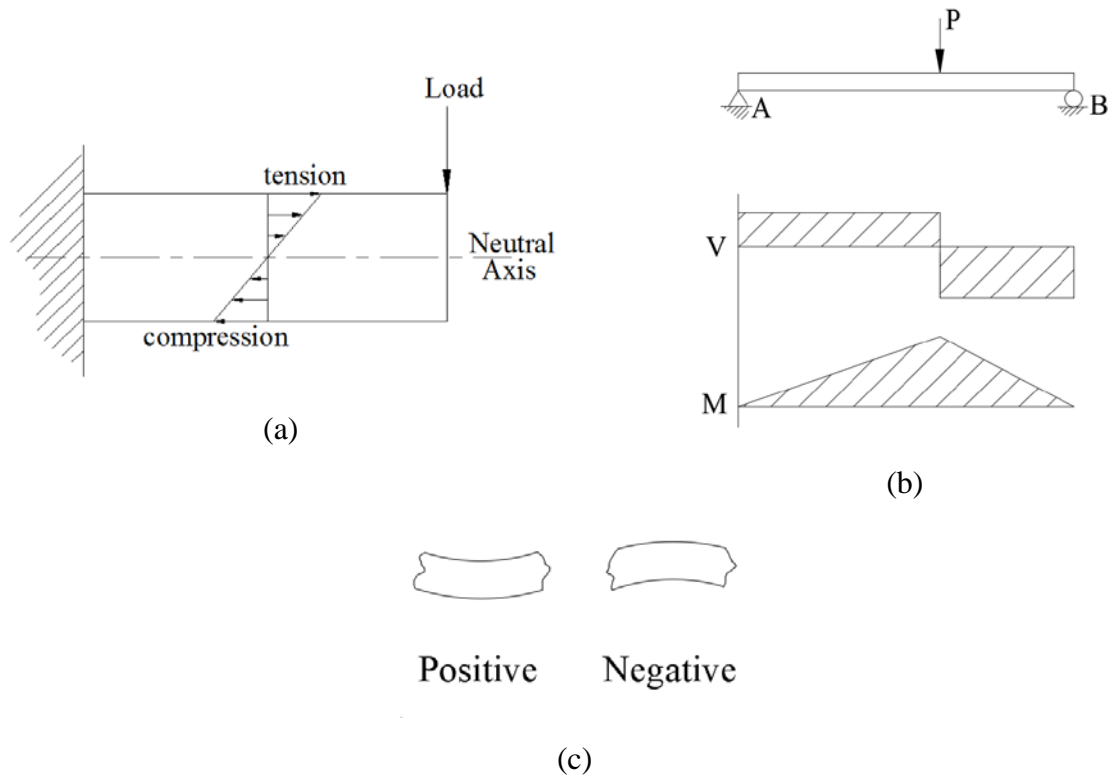 Load
tension
Neutral
Axis
compression
(a)
P
A
B
V
M
(b)
Positive
Negative
(c)